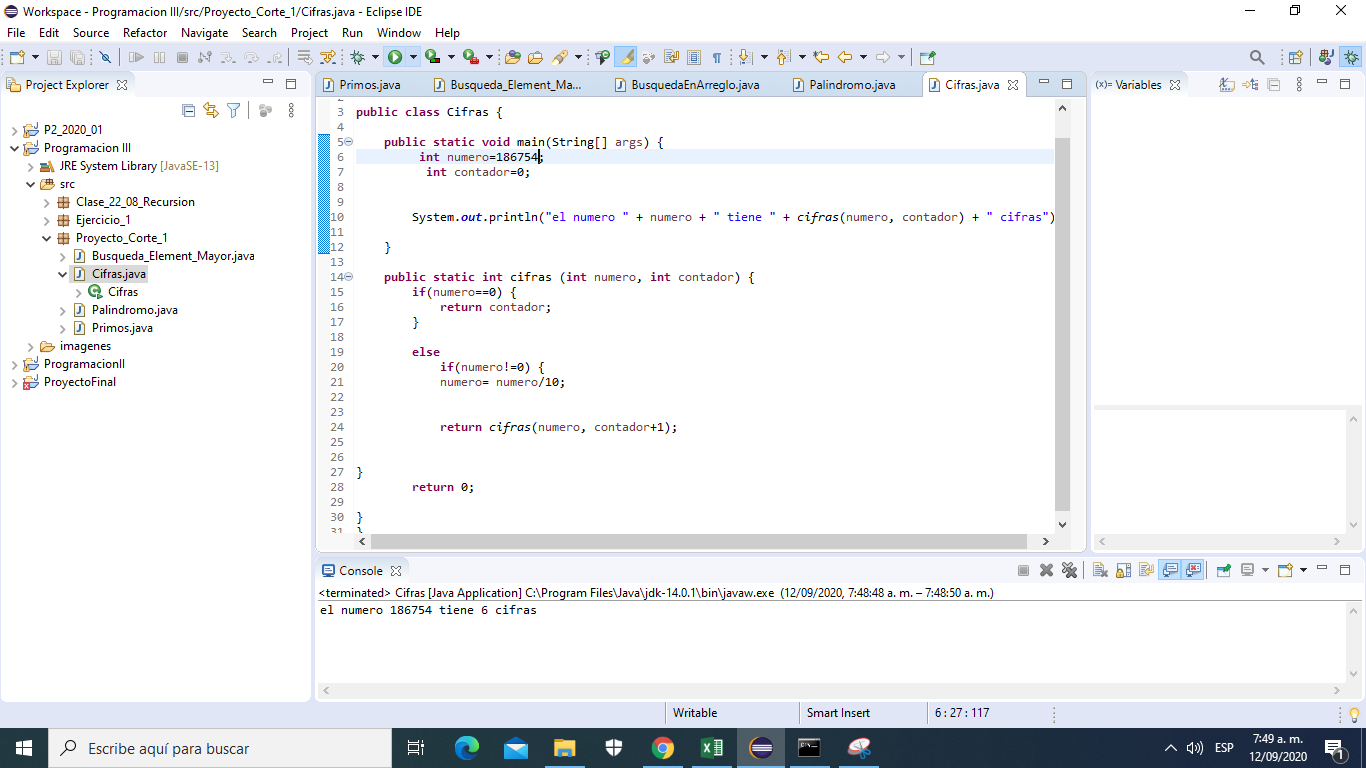 Workspace - Programacion III/src/Proyecto_Corte_1/Cifras.java - Eclipse IDE
File Edit Source Refactor Navigate Search Project Run Window Help
Project Explorer
P2_2020_01
Programacion III
JRE System Library [JavaSE-13]
src
Clase_22_08_Recursion
Ejercicio_1
Proyecto_Corte_1
Busqueda_Element_Mayor.java
Cifras.java
Cifras
Palindromo.java
Primos.java
imagenes
ProgramacionII
ProyectoFinal
Primos.java Busqueda_Element_Ma... BusquedaEnArreglo.java Palindromo.java Cifras.java
3 public class Cifras {
4
5 public static void main(String[] args) {
6 int numero=186754;
7 int contador=0;
8
9
10 System.out.println("el numero " + numero + " tiene " + cifras(numero, contador) + " cifras")
11
12 }
13
14 public static int cifras (int numero, int contador) {
15 if(numero==0) {
16 return contador;
17 }
18
19 else
20 if(numero!=0) {
21 numero= numero/10;
22
23
24 return cifras(numero, contador+1);
25
26
27 }
28 return 0;
29
30 }
31 }
(x)= Variables
Console
<terminated> Cifras [Java Application] C:\Program Files\Java\jdk-14.0.1\bin\javaw.exe (12/09/2020, 7:48:48 a. m. – 7:48:50 a. m.)
el numero 186754 tiene 6 cifras
Writable Smart Insert 6 : 27 : 117
Escribe aquí para buscar
ESP
7:49 a. m.
12/09/2020
1